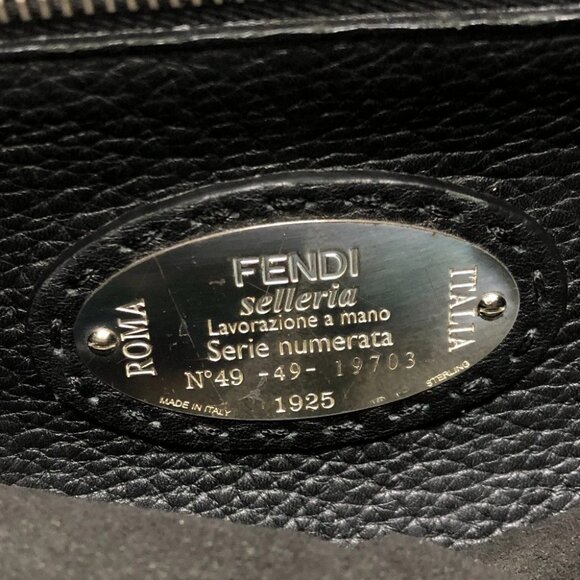 FENDI
selleria
Lavorazione a mano
Serie numerata
N°49 -49- 19703
1925
ROMA
ITALIA
MADE IN ITALY
STERLING